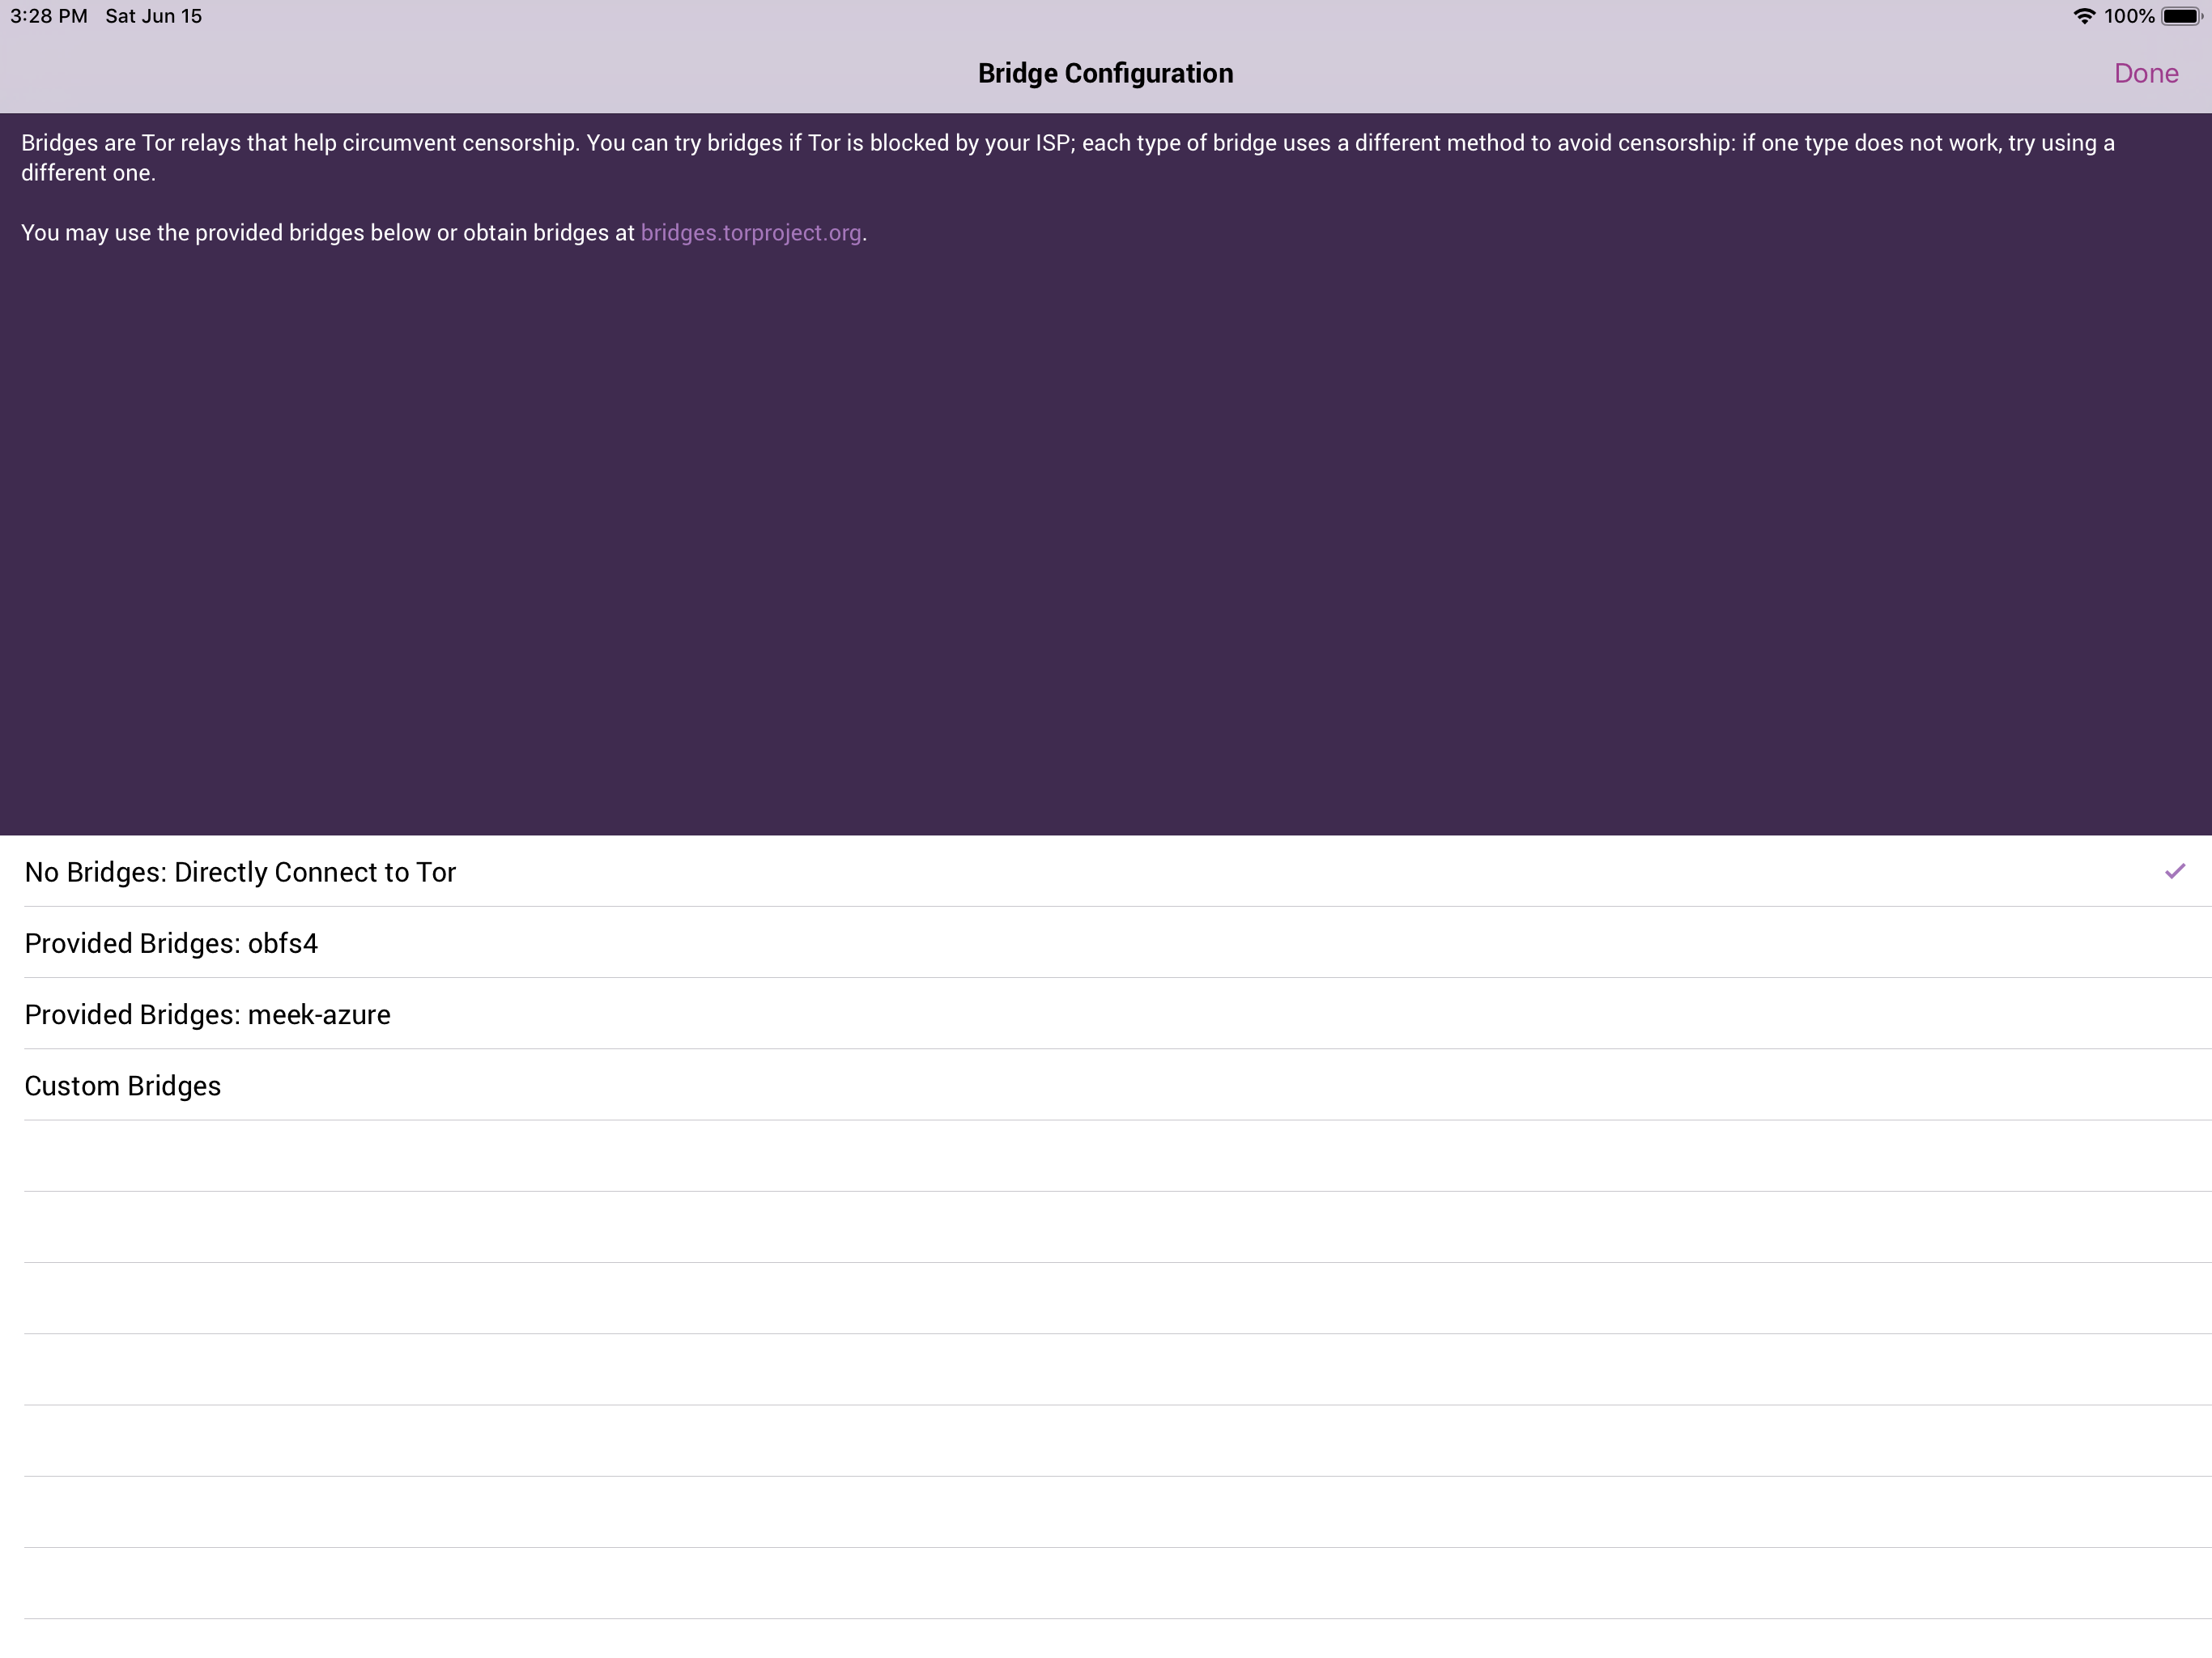 3:28 PM Sat Jun 15 100%
Bridge Configuration Done
Bridges are Tor relays that help circumvent censorship. You can try bridges if Tor is blocked by your ISP; each type of bridge uses a different method to avoid censorship: if one type does not work, try using a
different one.
You may use the provided bridges below or obtain bridges at bridges.torproject.org.
No Bridges: Directly Connect to Tor
Provided Bridges: obfs4
Provided Bridges: meek-azure
Custom Bridges